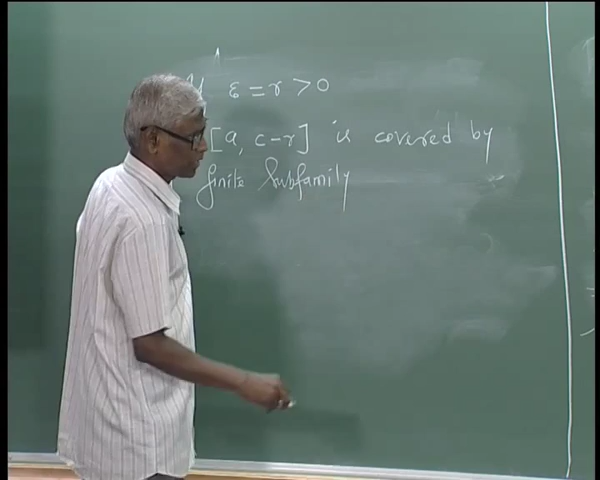 ε = r > 0
[a, c-r] is covered by
finite subfamily